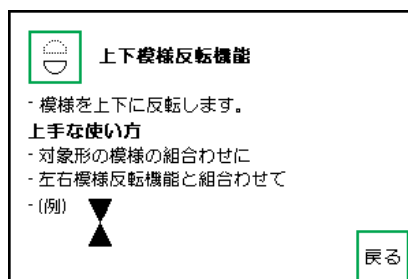 上下模様反転機能
- 模様を上下に反転します。
上手な使い方
- 対象形の模様の組合わせに
- 左右模様反転機能と組合わせて
- (例)
戻る